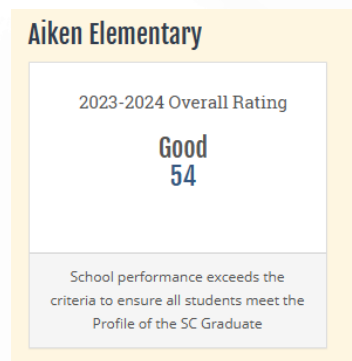 Aiken Elementary
2023-2024 Overall Rating
Good
54
School performance exceeds the
criteria to ensure all students meet the
Profile of the SC Graduate